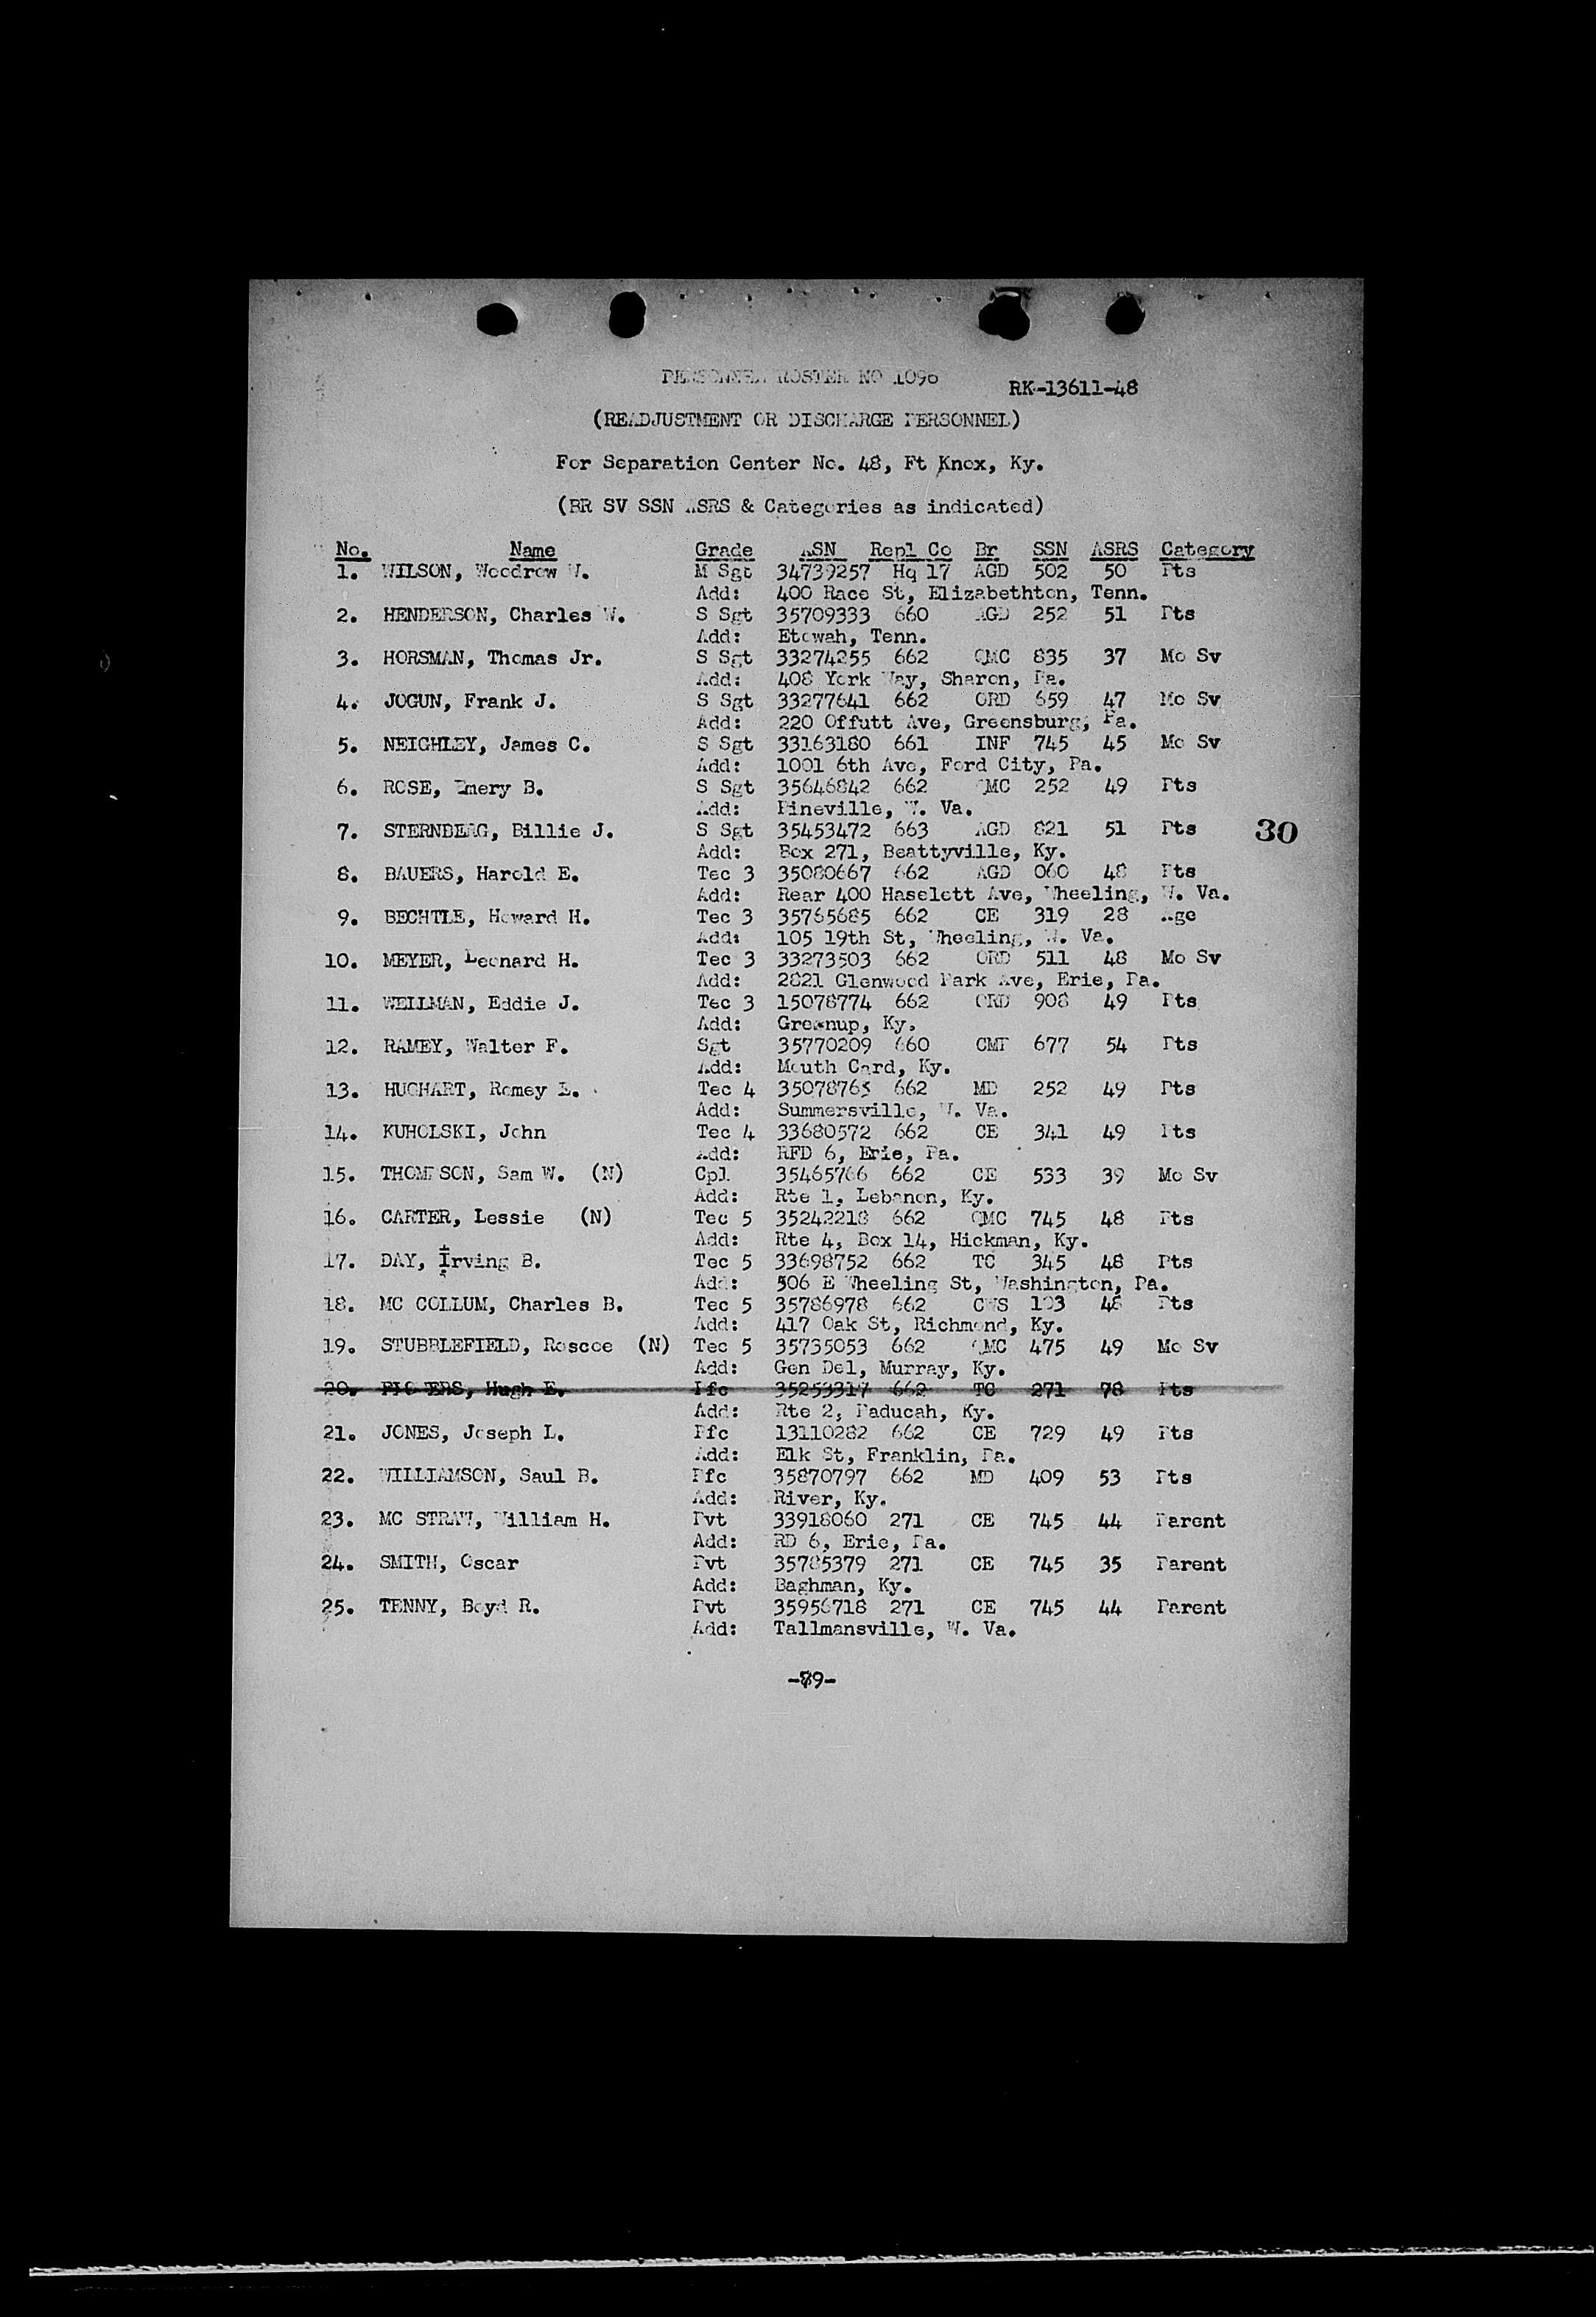 PERSONNEL ROSTER NO 1096
RK-13611-48
(READJUSTMENT OR DISCHARGE PERSONNEL)
For Separation Center No. 48, Ft Knox, Ky.
(BR SV SSN ASRS & Categories as indicated)
No. Name Grade ASN Repl Co Br SSN ASRS Category
1. WILSON, Woodrow W. M Sgt 34739257 Hq 17 AGD 502 50 Pts
Add: 400 Race St, Elizabethton, Tenn.
2. HENDERSON, Charles W. S Sgt 35709333 660 AGD 252 51 Pts
Add: Etowah, Tenn.
3. HORSMAN, Thomas Jr. S Sgt 33274255 662 QMC 835 37 Mo Sv
Add: 408 York Way, Sharon, Pa.
4. JOGUN, Frank J. S Sgt 33277641 662 ORD 659 47 Mo Sv
Add: 220 Offutt Ave, Greensburg, Pa.
5. NEIGHLEY, James C. S Sgt 33163180 661 INF 745 45 Mo Sv
Add: 1001 6th Ave, Ford City, Pa.
6. ROSE, Emery B. S Sgt 35646842 662 QMC 252 49 Pts
Add: Pineville, W. Va.
7. STERNBERG, Billie J. S Sgt 35453472 663 AGD 821 51 Pts 30
Add: Box 271, Beattyville, Ky.
8. BAUERS, Harold E. Tec 3 35080667 662 AGD 060 48 Pts
Add: Rear 400 Haselett Ave, Wheeling, W. Va.
9. BECHTLE, Howard H. Tec 3 35765685 662 CE 319 28 Age
Add: 105 19th St, Wheeling, W. Va.
10. MEYER, Leonard H. Tec 3 33273503 662 ORD 511 48 Mo Sv
Add: 2821 Glenwood Park Ave, Erie, Pa.
11. WELLMAN, Eddie J. Tec 3 15078774 662 ORD 908 49 Pts
Add: Greenup, Ky.
12. RAMEY, Walter F. Sgt 35770209 660 CMP 677 54 Pts
Add: Mouth Card, Ky.
13. HUGHART, Romey E. Tec 4 35078765 662 MD 252 49 Pts
Add: Summersville, W. Va.
14. KUHOLSKI, John Tec 4 33680572 662 CE 341 49 Pts
Add: RFD 6, Erie, Pa.
15. THOMPSON, Sam W. (N) Cpl 35465766 662 CE 533 39 Mo Sv
Add: Rte 1, Lebanon, Ky.
16. CARTER, Lessie (N) Tec 5 35242218 662 QMC 745 48 Pts
Add: Rte 4, Box 14, Hickman, Ky.
17. DAY, Irving B. Tec 5 33698752 662 TC 345 48 Pts
Add: 506 E Wheeling St, Washington, Pa.
18. MC COLLUM, Charles B. Tec 5 35786978 662 CWS 103 48 Pts
Add: 417 Oak St, Richmond, Ky.
19. STUBBLEFIELD, Roscoe (N) Tec 5 35735053 662 QMC 475 49 Mo Sv
Add: Gen Del, Murray, Ky.
20. Hugh E. Pfc 35253317 662 TC 271 78 Pts
Add: Rte 2, Paducah, Ky.
21. JONES, Joseph L. Pfc 13110282 662 CE 729 49 Pts
Add: Elk St, Franklin, Pa.
22. WILLIAMSON, Saul B. Pfc 35870797 662 MD 409 53 Pts
Add: River, Ky.
23. MC STRAW, William H. Pvt 33918060 271 CE 745 44 Parent
Add: RD 6, Erie, Pa.
24. SMITH, Oscar Pvt 35785379 271 CE 745 35 Parent
Add: Baghman, Ky.
25. TENNY, Boyd R. Pvt 35956718 271 CE 745 44 Parent
Add: Tallmansville, W. Va.